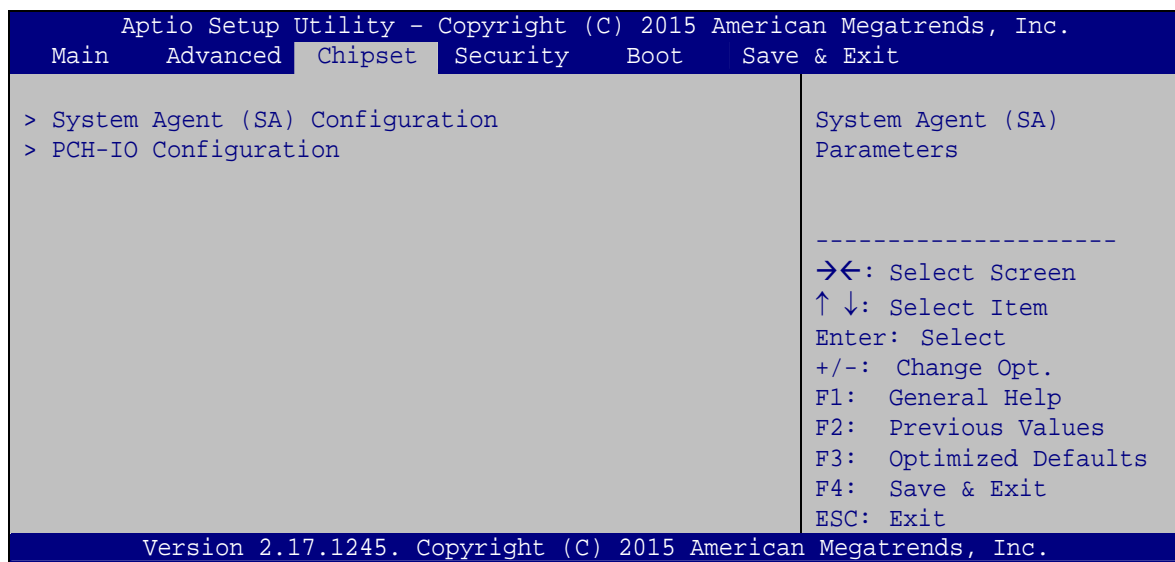 Aptio Setup Utility – Copyright (C) 2015 American Megatrends, Inc.
Main Advanced Chipset Security Boot Save & Exit
> System Agent (SA) Configuration
> PCH-IO Configuration
System Agent (SA)
Parameters
---------------------
→←: Select Screen
↑ ↓: Select Item
Enter: Select
+/-: Change Opt.
F1: General Help
F2: Previous Values
F3: Optimized Defaults
F4: Save & Exit
ESC: Exit
Version 2.17.1245. Copyright (C) 2015 American Megatrends, Inc.